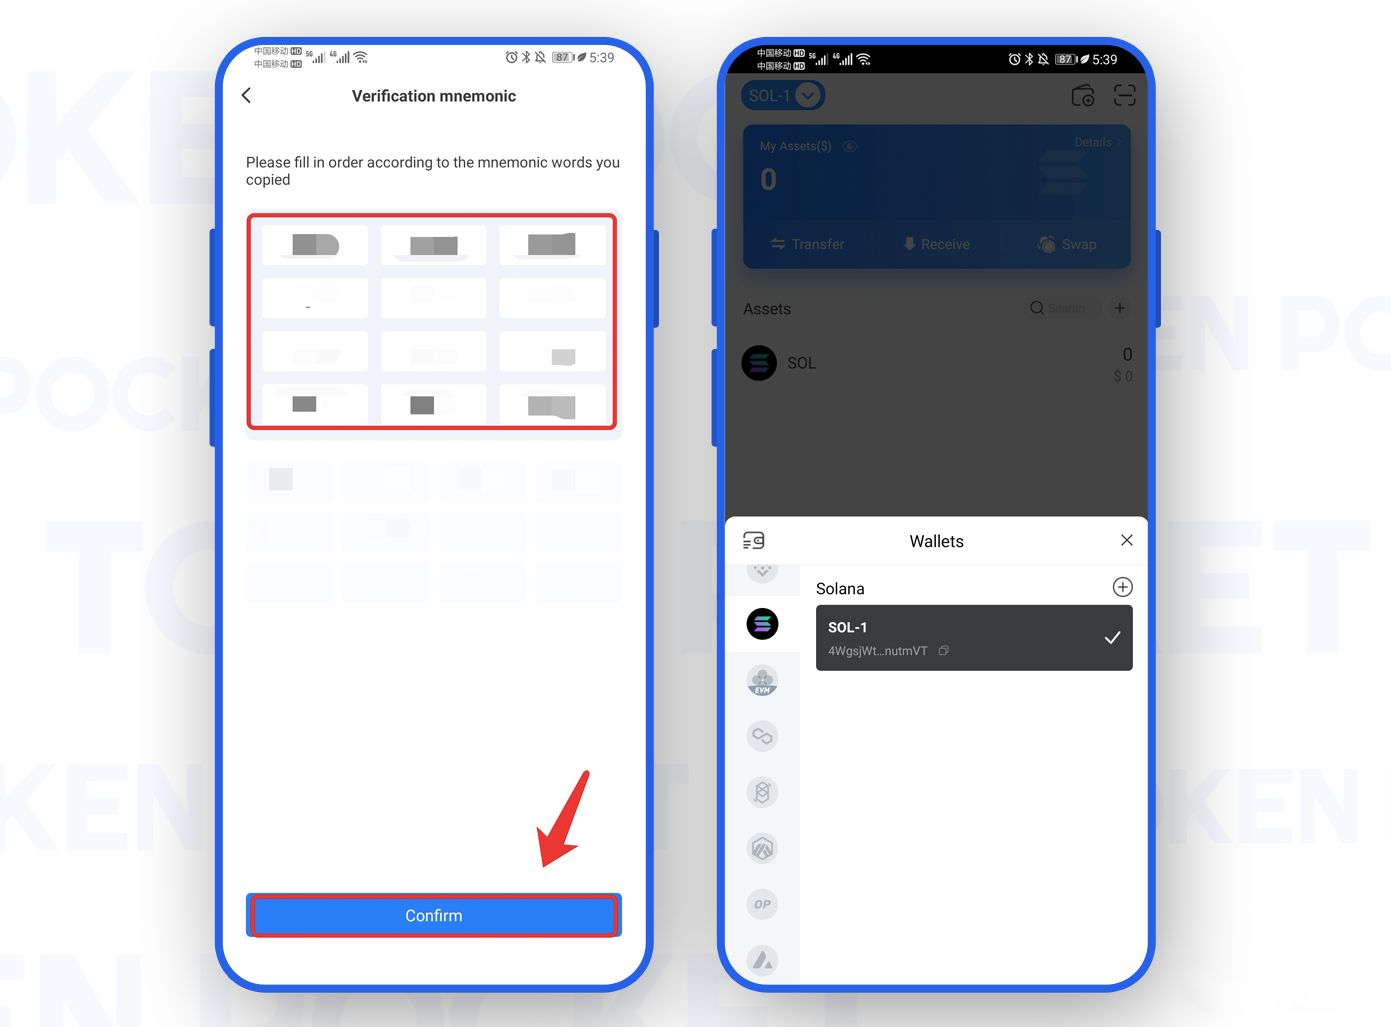 中国移动 HD 5G 4G
中国移动 HD
87 5:39
Verification mnemonic
Please fill in order according to the mnemonic words you
copied
Confirm
中国移动 HD 5G 4G
中国移动 HD
87 5:39
SOL-1
My Assets($)
Details >
0
Transfer
Receive
Swap
Assets
Search
SOL
0
$ 0
Wallets
Solana
SOL-1
4WgsjWt...nutmVT
EVM
OP
TOKEN POCKET